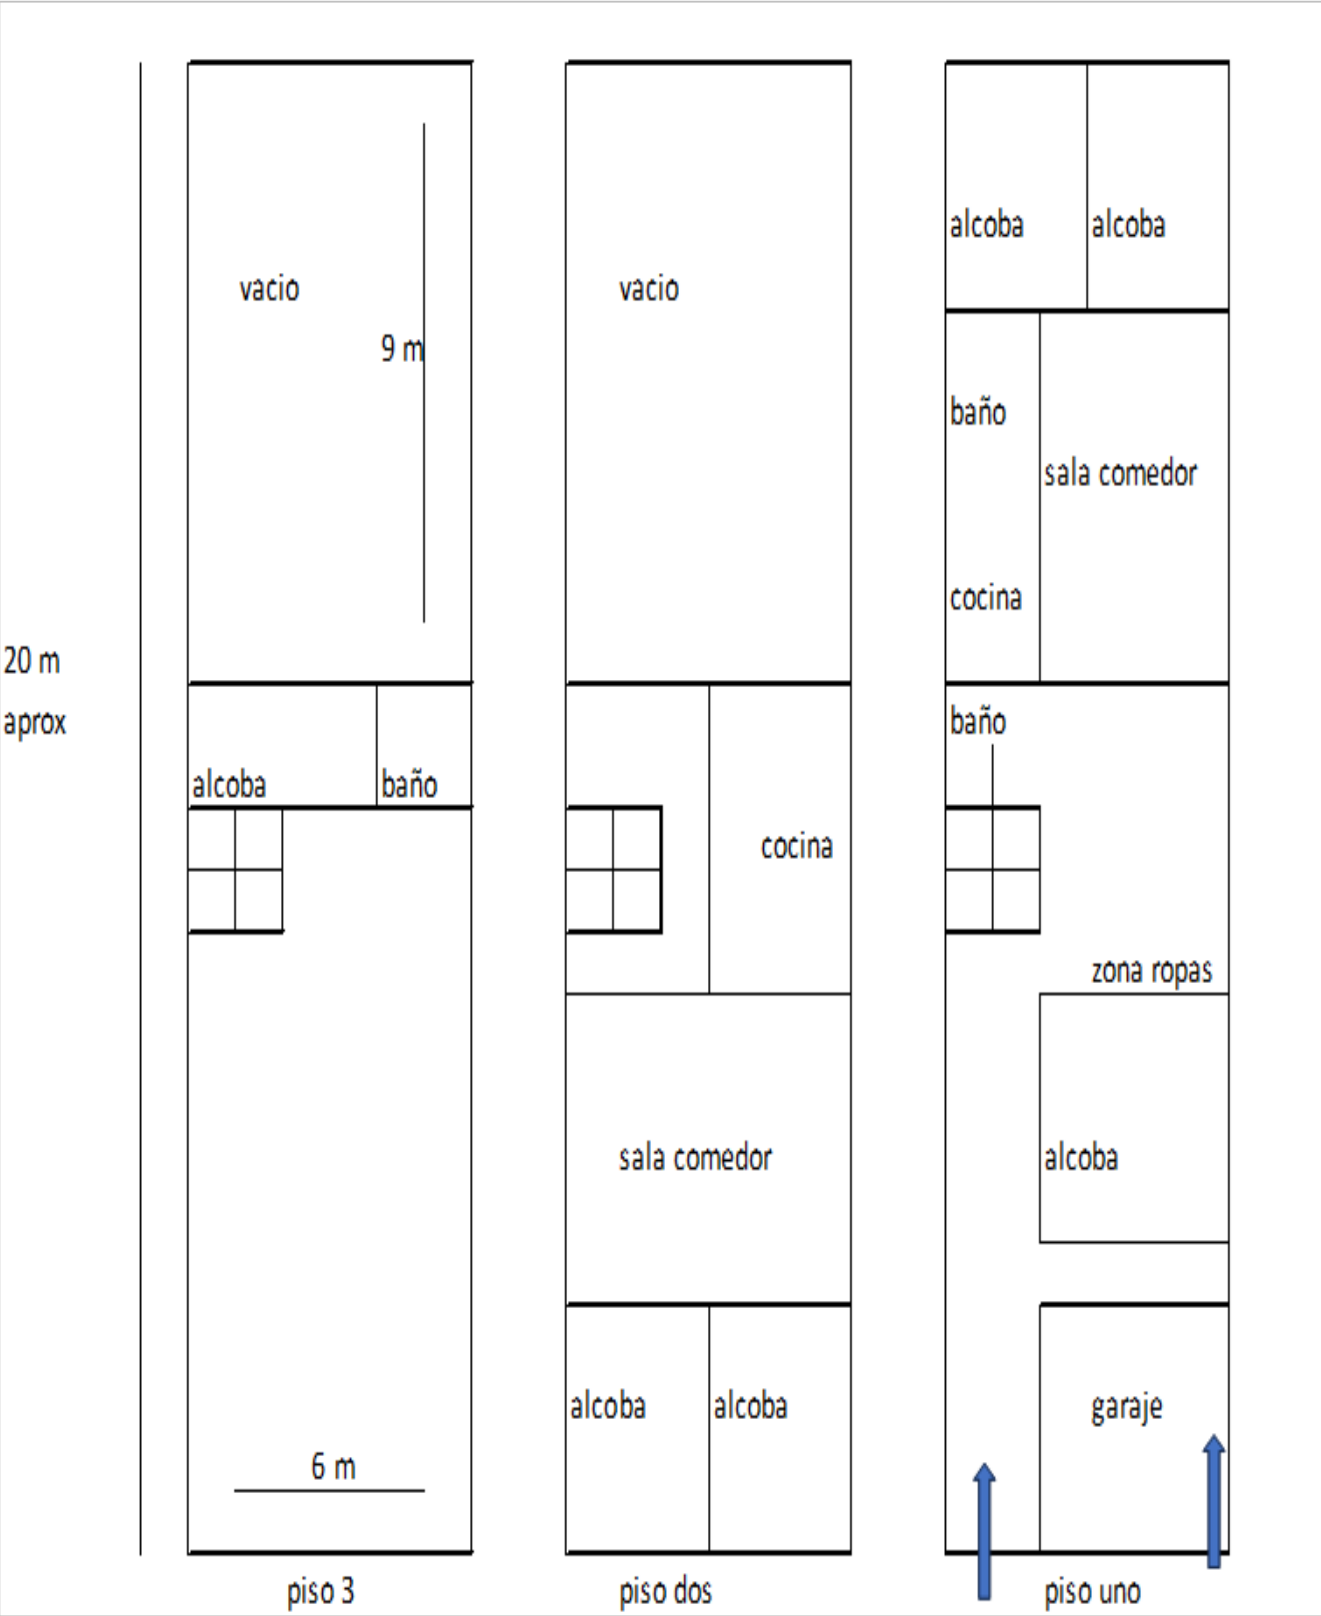 alcoba
alcoba
vacio
vacio
9 m
baño
sala comedor
cocina
20 m
aprox
baño
alcoba
baño
cocina
zona ropas
sala comedor
alcoba
alcoba
alcoba
garaje
6 m
piso 3
piso dos
piso uno